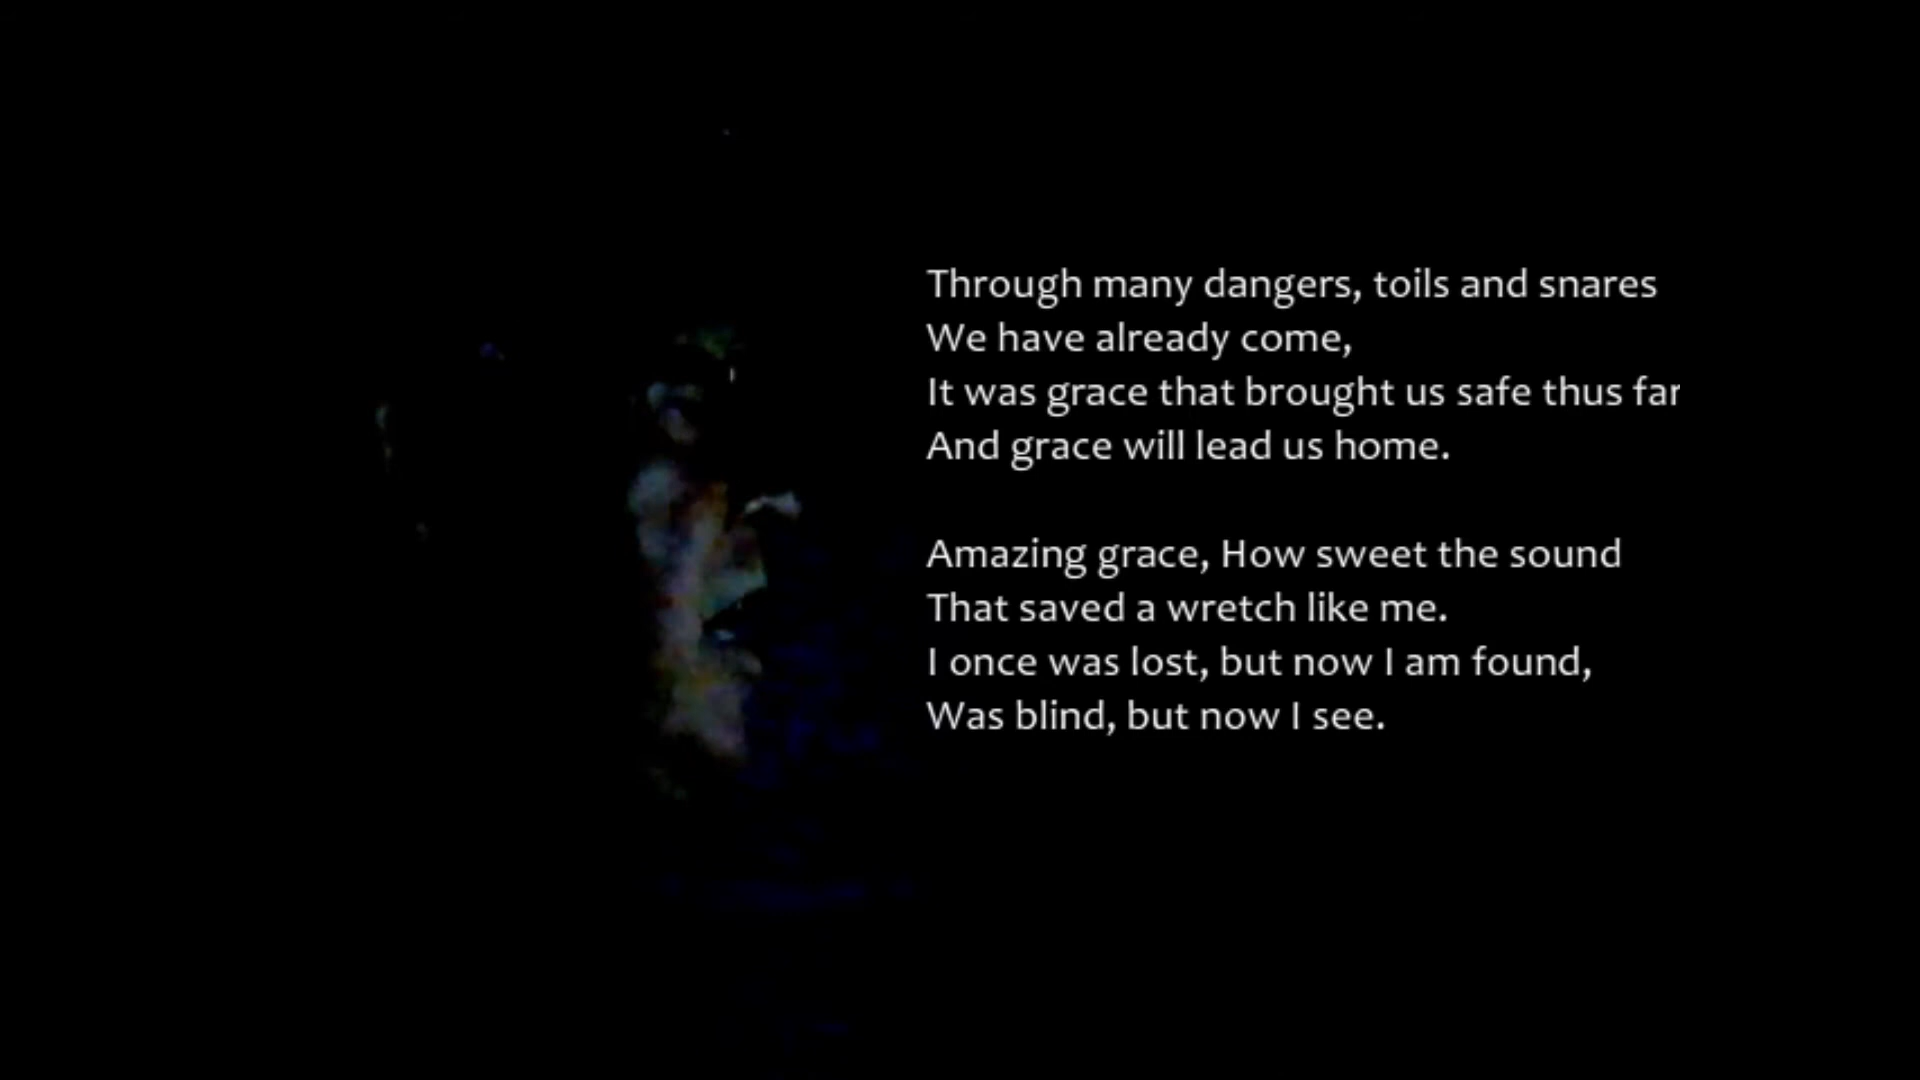 Through many dangers, toils and snares
We have already come,
It was grace that brought us safe thus far
And grace will lead us home.
Amazing grace, How sweet the sound
That saved a wretch like me.
I once was lost, but now I am found,
Was blind, but now I see.